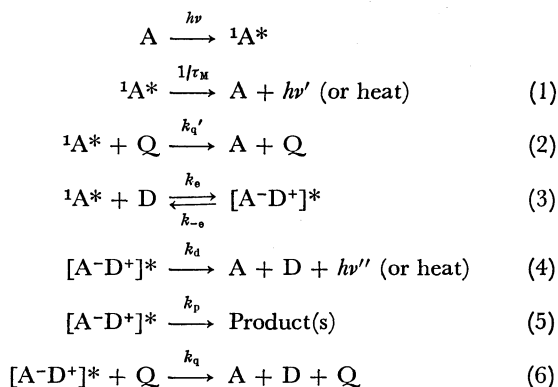 A —hν→ ¹A*
¹A* —1/τ_M→ A + hν′ (or heat) (1)
¹A* + Q —k_q′→ A + Q (2)
¹A* + D ⇄ (k_e / k_-e) [A⁻D⁺]* (3)
[A⁻D⁺]* —k_d→ A + D + hν″ (or heat) (4)
[A⁻D⁺]* —k_p→ Product(s) (5)
[A⁻D⁺]* + Q —k_q→ A + D + Q (6)